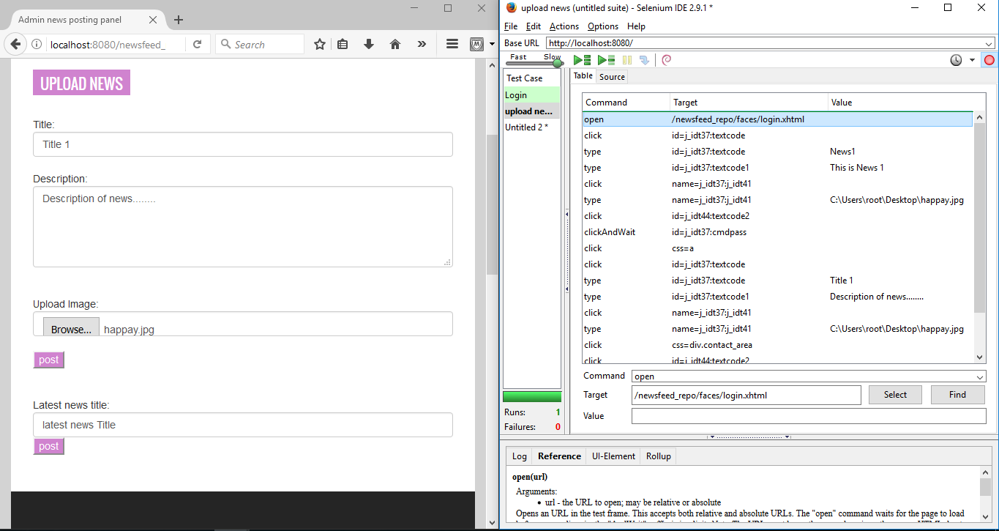 Admin news posting panel
localhost:8080/newsfeed_
Search
UPLOAD NEWS
Title:
Title 1
Description:
Description of news........
Upload Image:
Browse... happay.jpg
post
Latest news title:
latest news Title
post
upload news (untitled suite) - Selenium IDE 2.9.1 *
File Edit Actions Options Help
Base URL http://localhost:8080/
Fast Slow
Test Case
Login
upload ne...
Untitled 2 *
Runs: 1
Failures: 0
Table Source
Command Target Value
open /newsfeed_repo/faces/login.xhtml
click id=j_idt37:textcode
type id=j_idt37:textcode News1
type id=j_idt37:textcode1 This is News 1
click name=j_idt37:j_idt41
type name=j_idt37:j_idt41 C:\Users\root\Desktop\happay.jpg
click id=j_idt44:textcode2
clickAndWait id=j_idt37:cmdpass
click css=a
click id=j_idt37:textcode
type id=j_idt37:textcode Title 1
type id=j_idt37:textcode1 Description of news........
click name=j_idt37:j_idt41
type name=j_idt37:j_idt41 C:\Users\root\Desktop\happay.jpg
click css=div.contact_area
click id=j_idt44:textcode2
Command open
Target /newsfeed_repo/faces/login.xhtml Select Find
Value
Log Reference UI-Element Rollup
open(url)
Arguments:
• url - the URL to open; may be relative or absolute
Opens an URL in the test frame. This accepts both relative and absolute URLs. The "open" command waits for the page to load